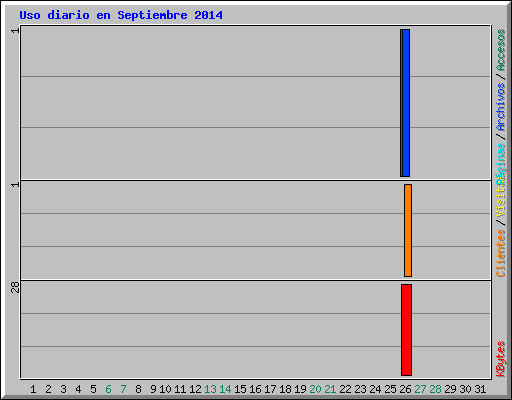 Uso diario en Septiembre 2014
1
1
28
1 2 3 4 5 6 7 8 9 10 11 12 13 14 15 16 17 18 19 20 21 22 23 24 25 26 27 28 29 30 31
Archivos / Accesos
Clientes /
KBytes